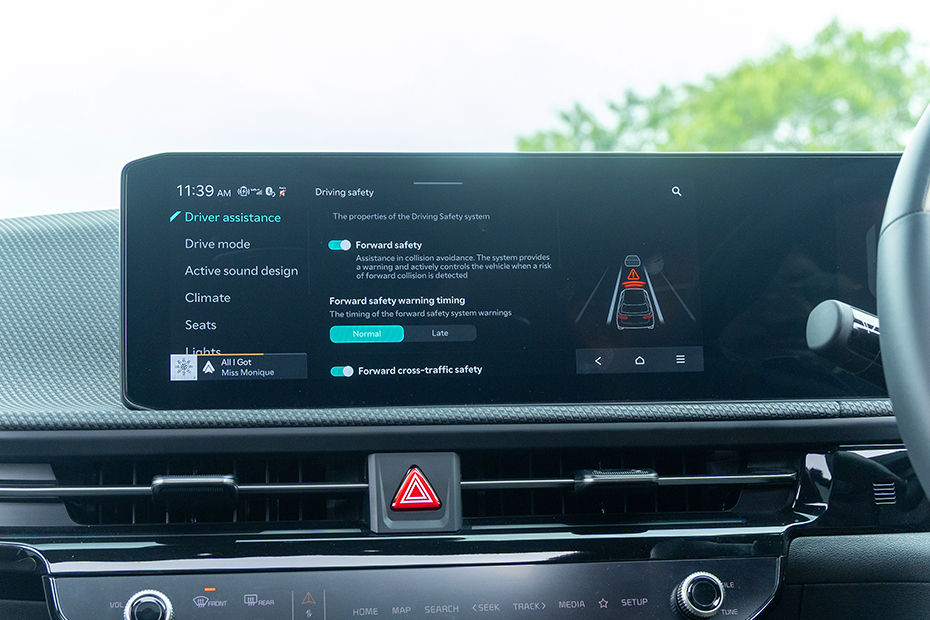 11:39 AM
Driving safety
Driver assistance
Drive mode
Active sound design
Climate
Seats
Lights
All I Got
Miss Monique
The properties of the Driving Safety system
Forward safety
Assistance in collision avoidance. The system provides
a warning and actively controls the vehicle when a risk
of forward collision is detected
Forward safety warning timing
The timing of the forward safety system warnings
Normal Late
Forward cross-traffic safety
VOL FRONT REAR HOME MAP SEARCH <SEEK TRACK> MEDIA ☆ SETUP
TUNE